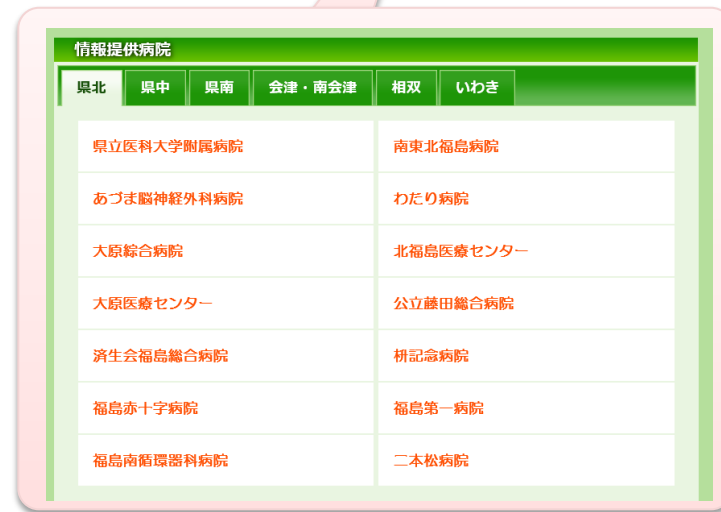 情報提供病院
県北 県中 県南 会津・南会津 相双 いわき
県立医科大学附属病院 南東北福島病院
あづま脳神経外科病院 わたり病院
大原綜合病院 北福島医療センター
大原医療センター 公立藤田総合病院
済生会福島総合病院 枡記念病院
福島赤十字病院 福島第一病院
福島南循環器科病院 二本松病院